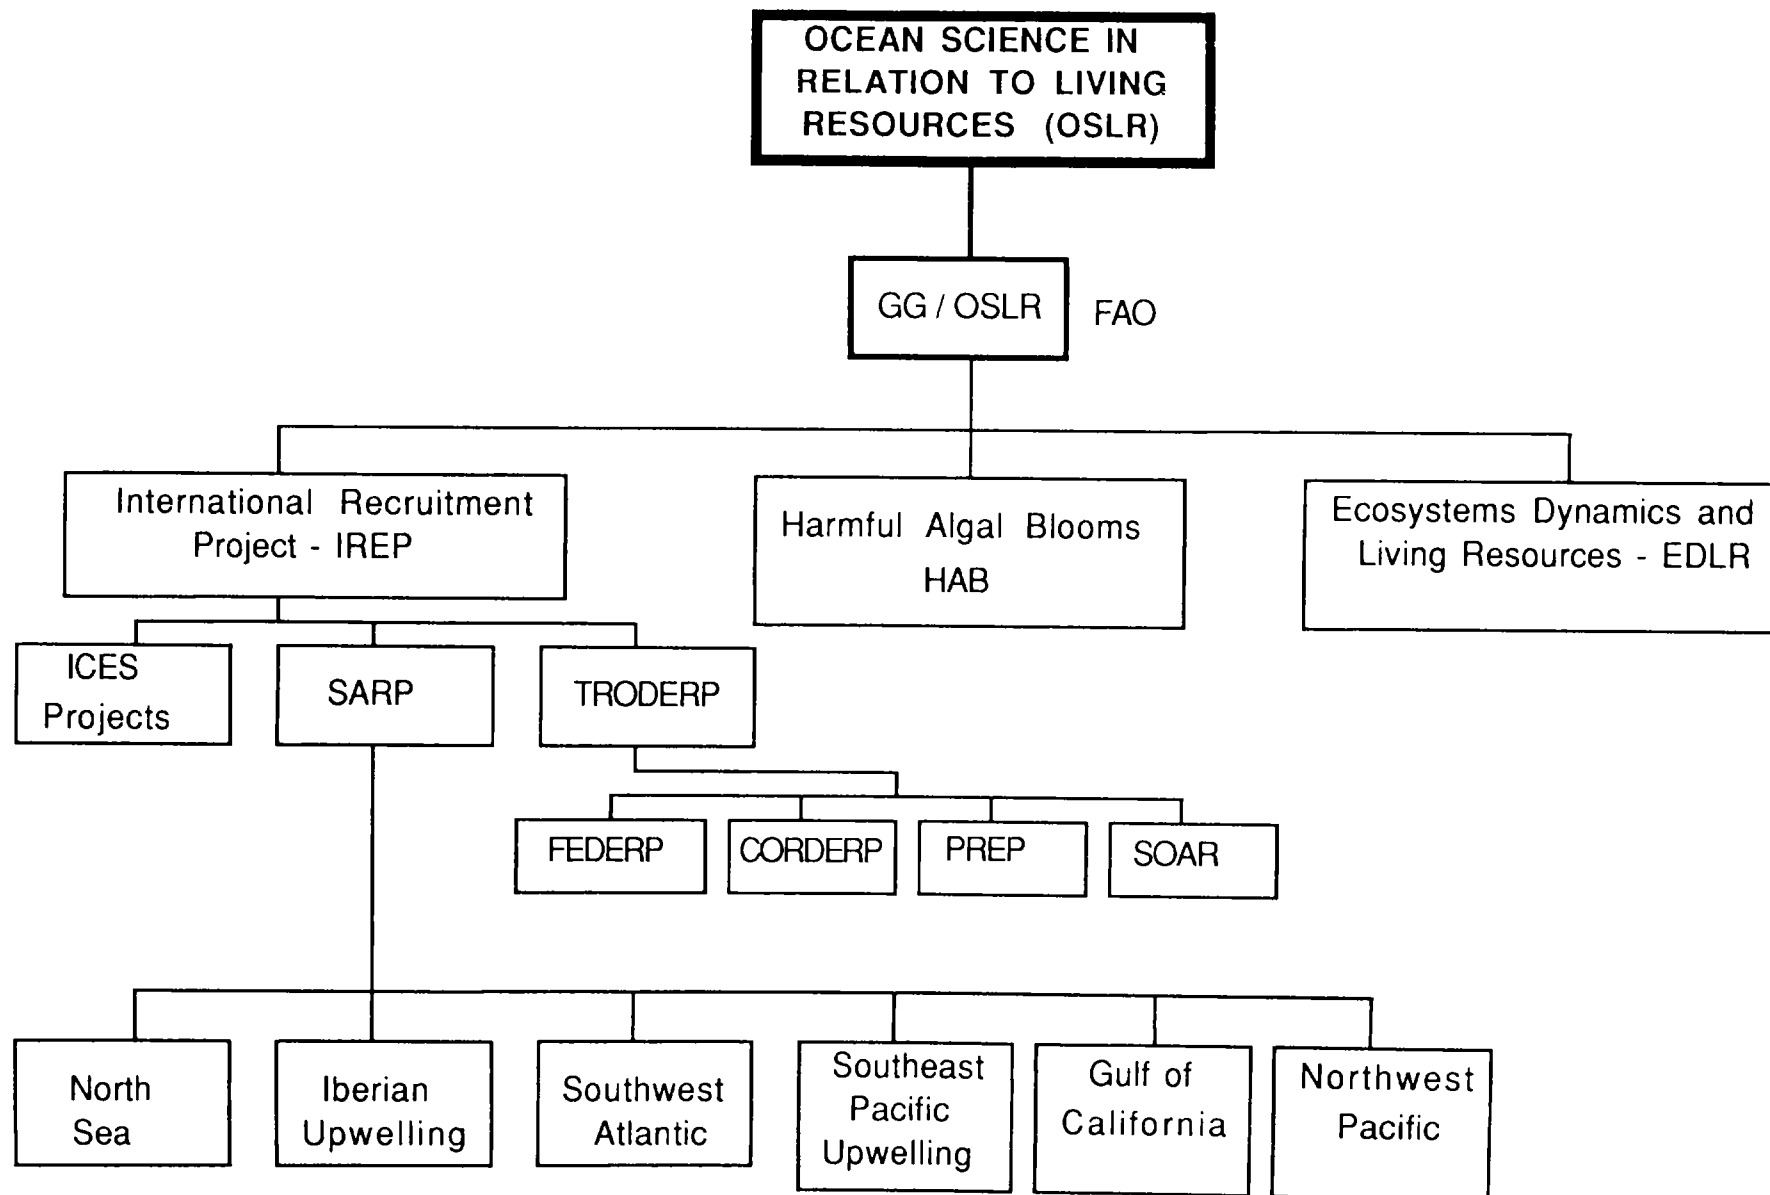 OCEAN SCIENCE IN
RELATION TO LIVING
RESOURCES (OSLR)
GG / OSLR
FAO
International Recruitment
Project - IREP
Harmful Algal Blooms
HAB
Ecosystems Dynamics and
Living Resources - EDLR
ICES
Projects
SARP
TRODERP
FEDERP
CORDERP
PREP
SOAR
North
Sea
Iberian
Upwelling
Southwest
Atlantic
Southeast
Pacific
Upwelling
Gulf of
California
Northwest
Pacific